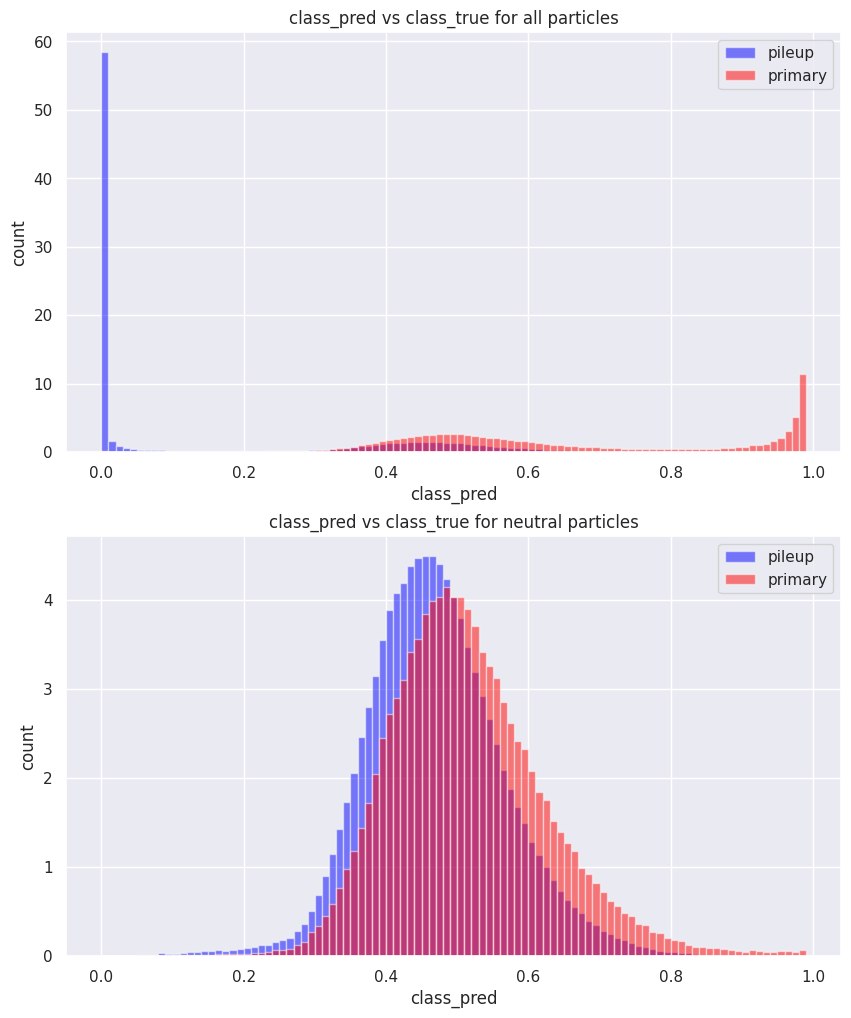 class_pred vs class_true for all particles
60
50
40
30
20
10
0
count
pileup
primary
0.0 0.2 0.4 0.6 0.8 1.0
class_pred
class_pred vs class_true for neutral particles
4
3
2
1
0
count
pileup
primary
0.0 0.2 0.4 0.6 0.8 1.0
class_pred